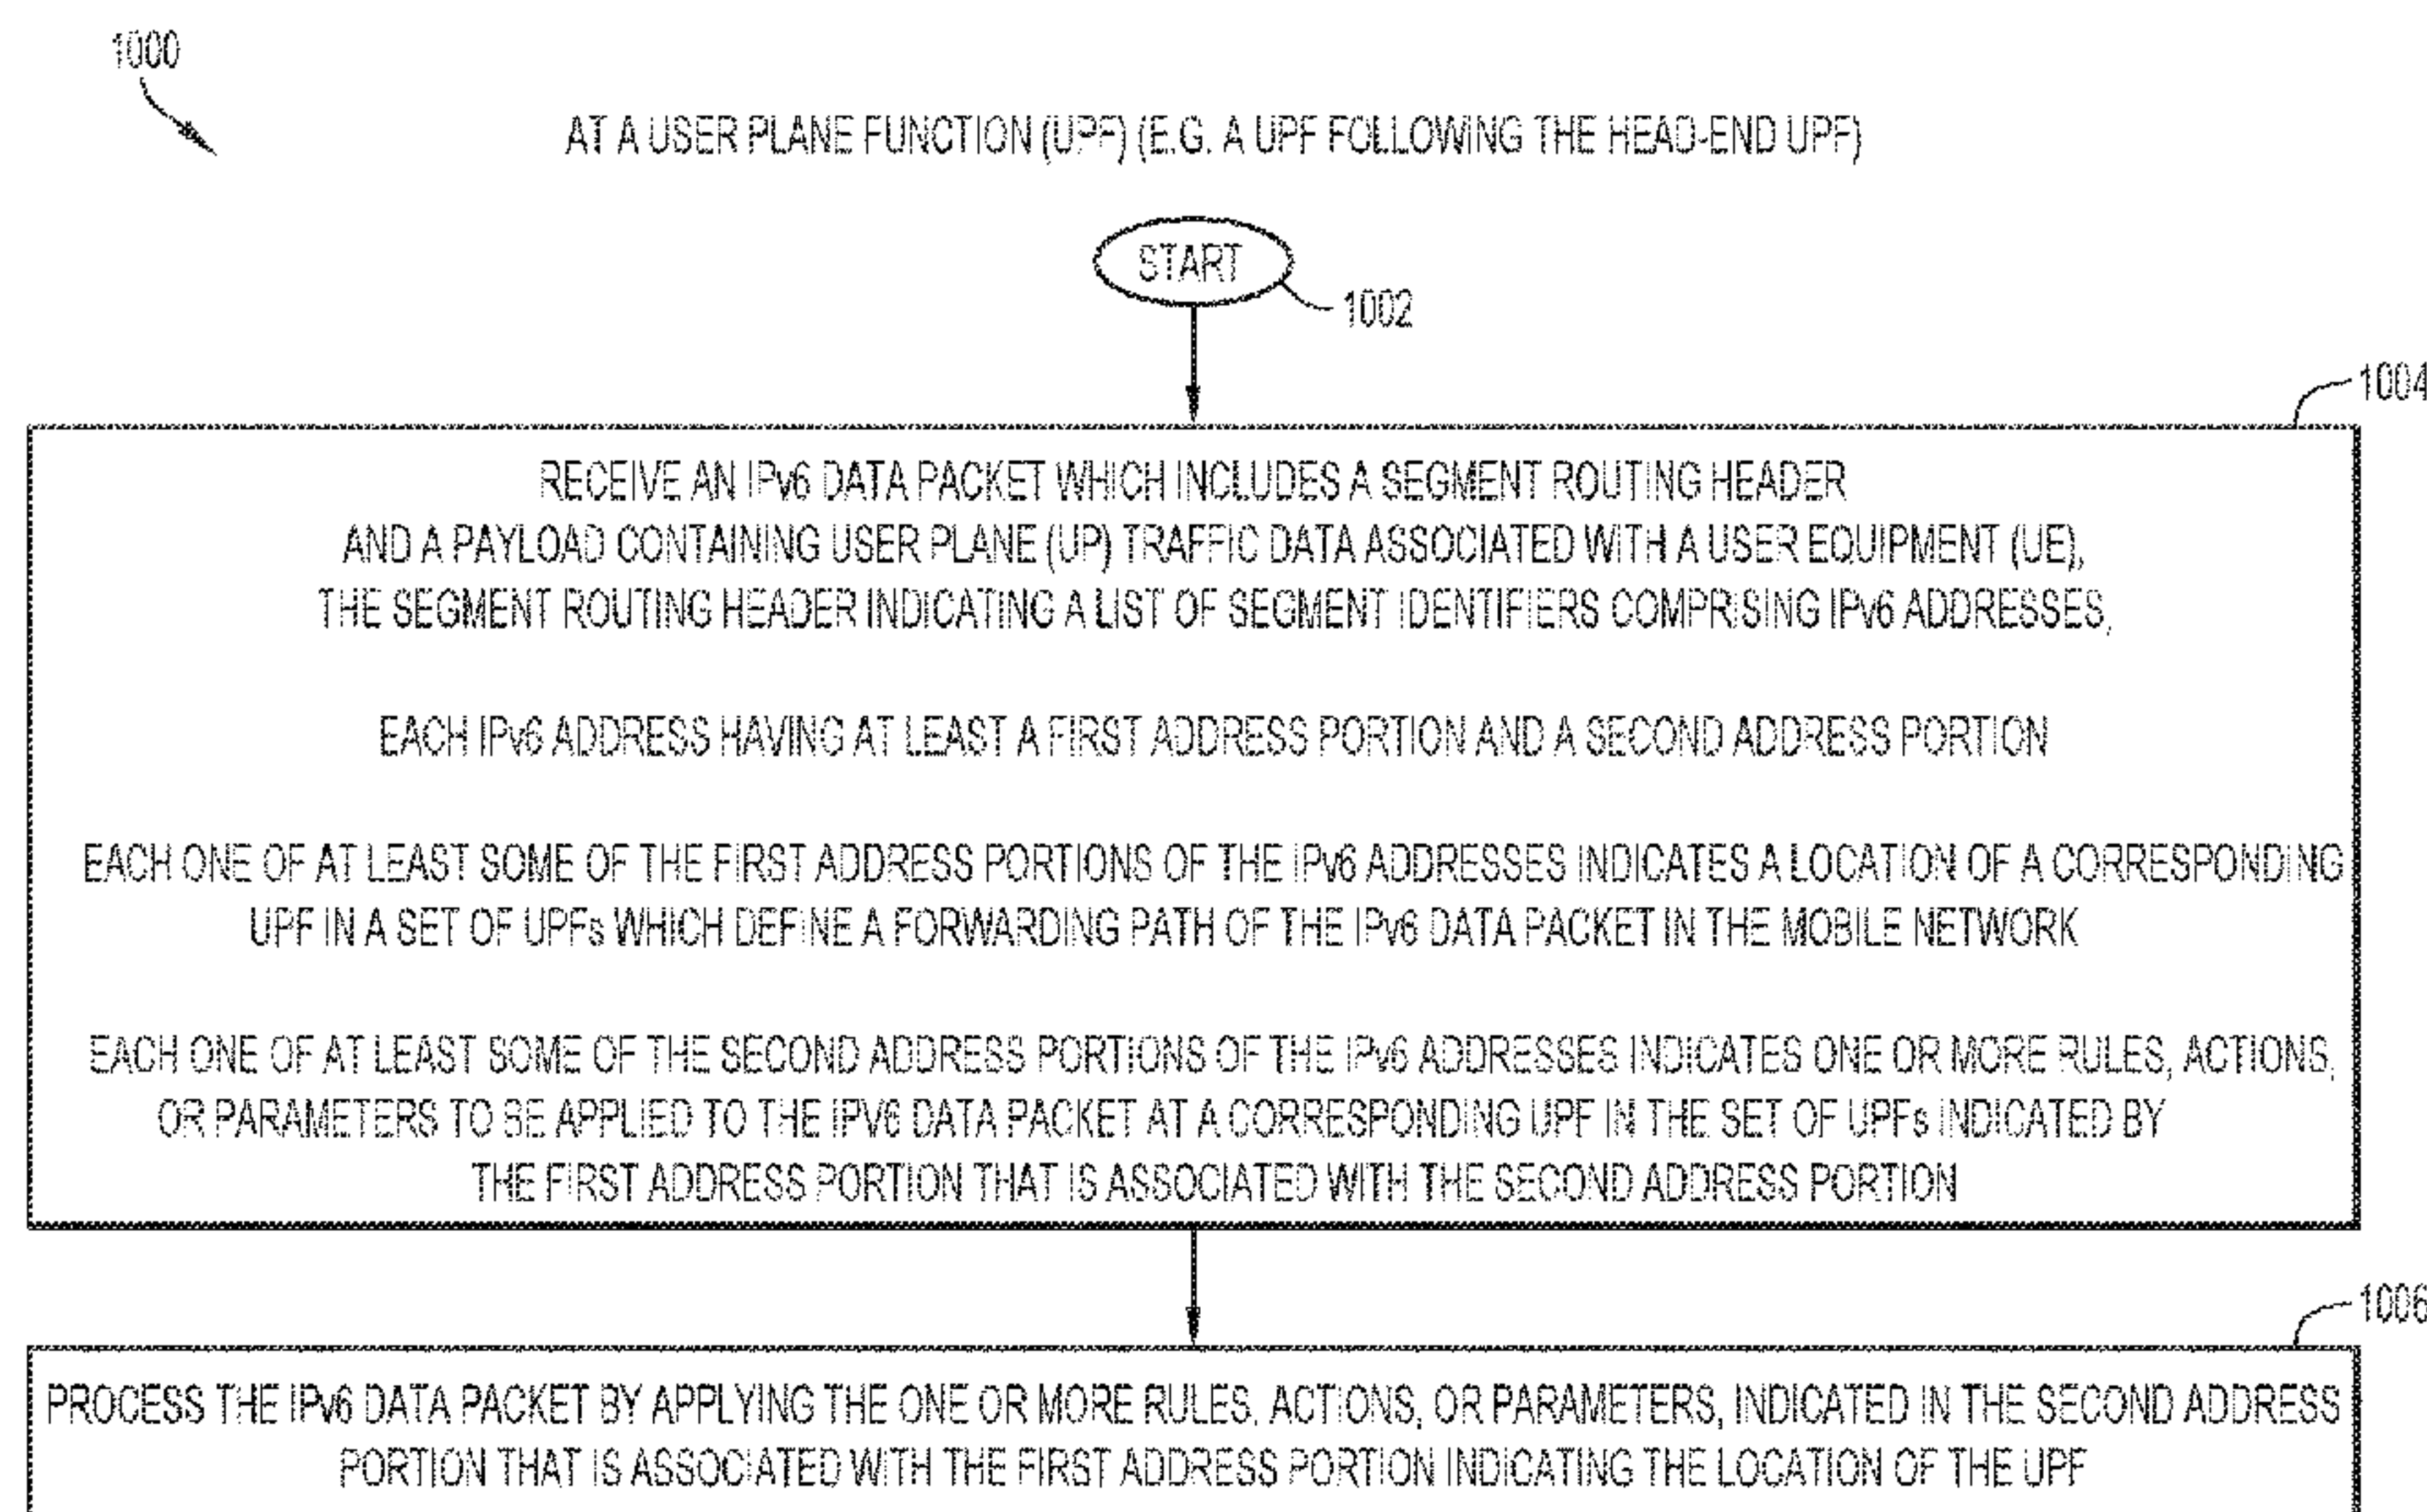 1000
AT A USER PLANE FUNCTION (UPF) (E.G. A UPF FOLLOWING THE HEAD-END UPF)
START
1002
1004
RECEIVE AN IPv6 DATA PACKET WHICH INCLUDES A SEGMENT ROUTING HEADER
AND A PAYLOAD CONTAINING USER PLANE (UP) TRAFFIC DATA ASSOCIATED WITH A USER EQUIPMENT (UE),
THE SEGMENT ROUTING HEADER INDICATING A LIST OF SEGMENT IDENTIFIERS COMPRISING IPv6 ADDRESSES,
EACH IPv6 ADDRESS HAVING AT LEAST A FIRST ADDRESS PORTION AND A SECOND ADDRESS PORTION
EACH ONE OF AT LEAST SOME OF THE FIRST ADDRESS PORTIONS OF THE IPv6 ADDRESSES INDICATES A LOCATION OF A CORRESPONDING
UPF IN A SET OF UPFs WHICH DEFINE A FORWARDING PATH OF THE IPv6 DATA PACKET IN THE MOBILE NETWORK
EACH ONE OF AT LEAST SOME OF THE SECOND ADDRESS PORTIONS OF THE IPv6 ADDRESSES INDICATES ONE OR MORE RULES, ACTIONS,
OR PARAMETERS TO BE APPLIED TO THE IPV6 DATA PACKET AT A CORRESPONDING UPF IN THE SET OF UPFs INDICATED BY
THE FIRST ADDRESS PORTION THAT IS ASSOCIATED WITH THE SECOND ADDRESS PORTION
1006
PROCESS THE IPv6 DATA PACKET BY APPLYING THE ONE OR MORE RULES, ACTIONS, OR PARAMETERS, INDICATED IN THE SECOND ADDRESS
PORTION THAT IS ASSOCIATED WITH THE FIRST ADDRESS PORTION INDICATING THE LOCATION OF THE UPF